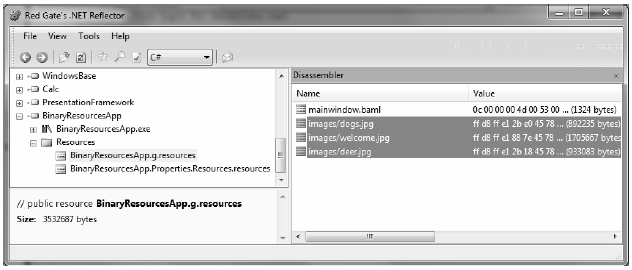 Red Gate's .NET Reflector
File View Tools Help
C#
WindowsBase
Calc
PresentationFramework
BinaryResourcesApp
BinaryResourcesApp.exe
Resources
BinaryResourcesApp.g.resources
BinaryResourcesApp.Properties.Resources.resources
// public resource BinaryResourcesApp.g.resources
Size: 3532687 bytes
Disassembler x
Name Value
mainwindow.baml 0c 00 00 00 4d 00 53 00 ... (1324 bytes)
images/dogs.jpg ff d8 ff e1 2b e0 45 78 ... (892235 bytes)
images/welcome.jpg ff d8 ff e1 88 7e 45 78 ... (1705667 bytes)
images/deer.jpg ff d8 ff e1 2b 18 45 78 ... (933083 bytes)